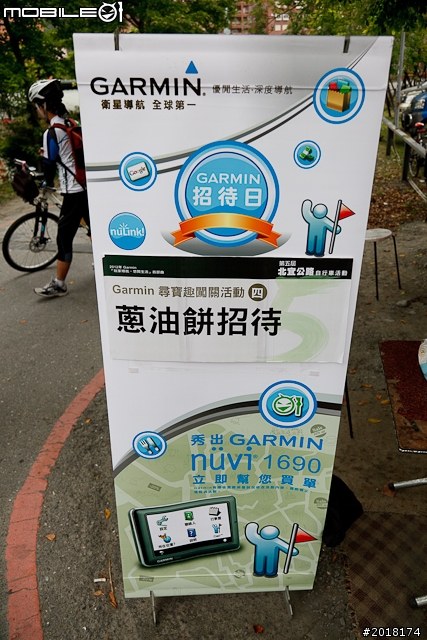 MOBILE01
GARMIN
優閒生活·深度導航
衛星導航 全球第一
Google
GARMIN
招待日
nüLink!
第五屆
北宜公路自行車活動
Garmin 尋寶趣闖關活動 四
蔥油餅招待
5
秀出 GARMIN
nüvi 1690
立即幫您買單
GARMIN
#2018174